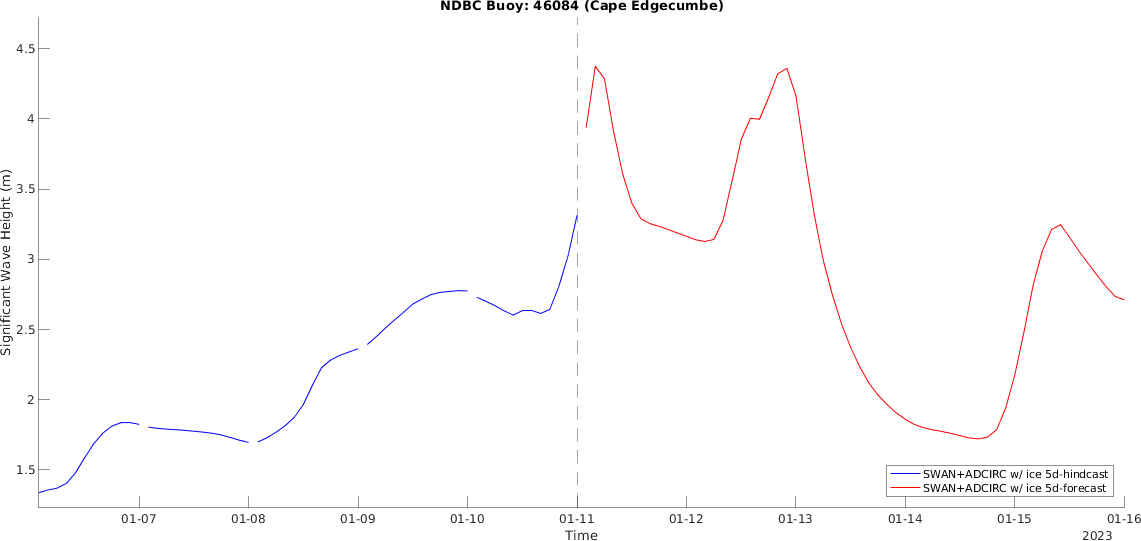 NDBC Buoy: 46084 (Cape Edgecumbe)
Significant Wave Height (m)
4.5
4
3.5
3
2.5
2
1.5
SWAN+ADCIRC w/ ice 5d-hindcast
SWAN+ADCIRC w/ ice 5d-forecast
01-07 01-08 01-09 01-10 01-11 01-12 01-13 01-14 01-15 01-16
Time 2023